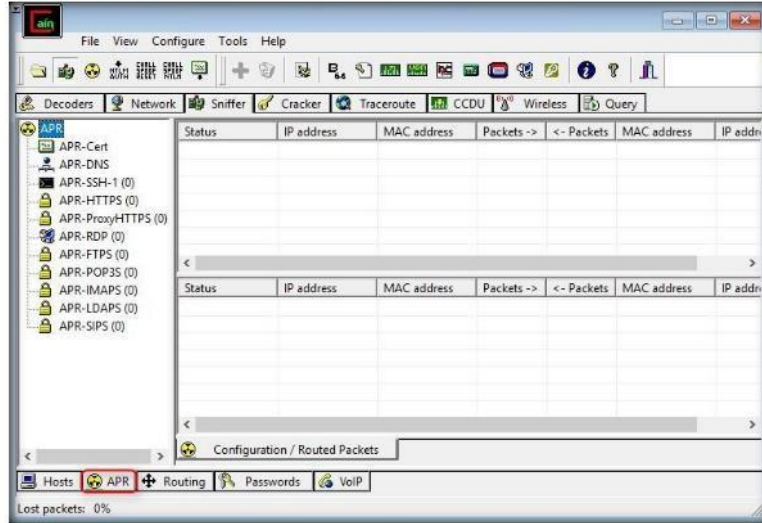 ain
File View Configure Tools Help
Decoders Network Sniffer Cracker Traceroute CCDU Wireless Query
APR
APR-Cert
APR-DNS
APR-SSH-1 (0)
APR-HTTPS (0)
APR-ProxyHTTPS (0)
APR-RDP (0)
APR-FTPS (0)
APR-POP3S (0)
APR-IMAPS (0)
APR-LDAPS (0)
APR-SIPS (0)
Status IP address MAC address Packets -> <- Packets MAC address IP addr
Status IP address MAC address Packets -> <- Packets MAC address IP addr
Configuration / Routed Packets
Hosts APR Routing Passwords VoIP
Lost packets: 0%